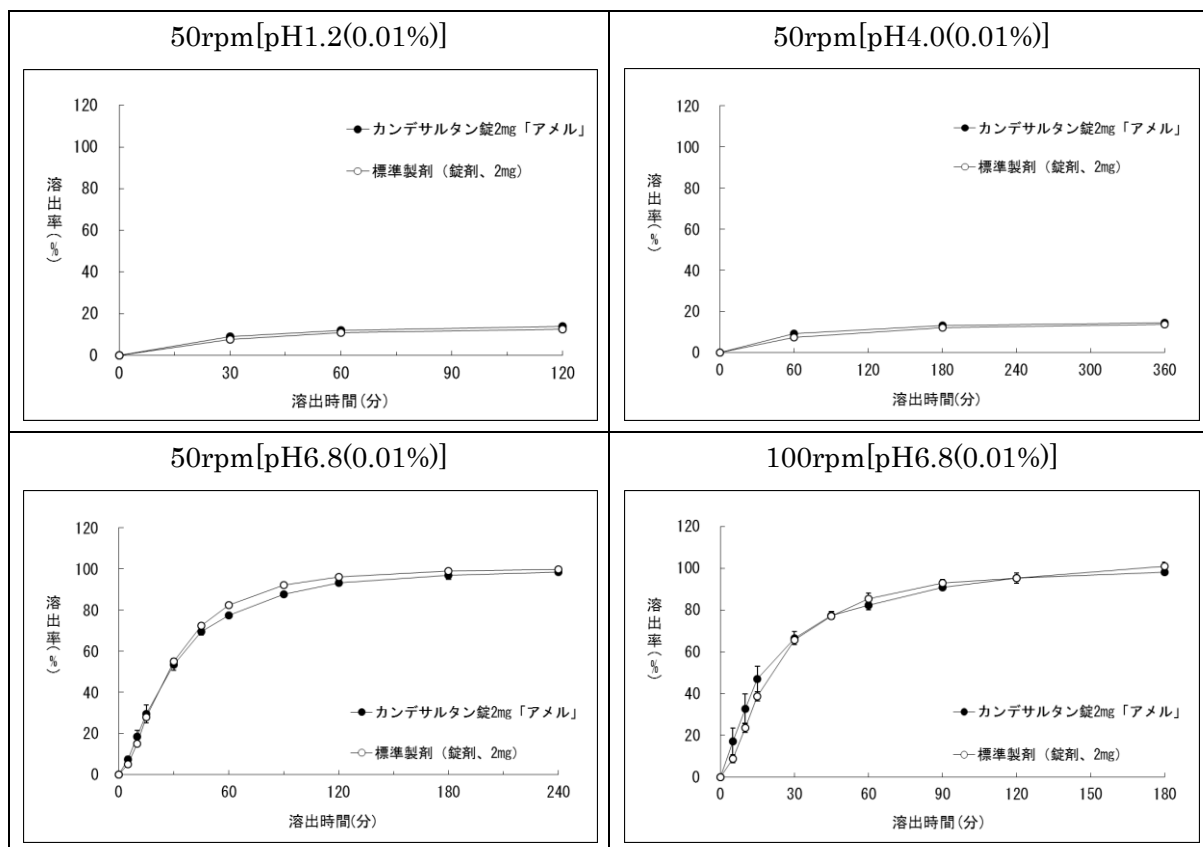 50rpm[pH1.2(0.01%)]
120
100
80
60
40
20
0
溶出率(%)
カンデサルタン錠2mg「アメル」
標準製剤（錠剤、2mg）
0 30 60 90 120
溶出時間(分)
50rpm[pH4.0(0.01%)]
120
100
80
60
40
20
0
溶出率(%)
カンデサルタン錠2mg「アメル」
標準製剤（錠剤、2mg）
0 60 120 180 240 300 360
溶出時間(分)
50rpm[pH6.8(0.01%)]
120
100
80
60
40
20
0
溶出率(%)
カンデサルタン錠2mg「アメル」
標準製剤（錠剤、2mg）
0 60 120 180 240
溶出時間(分)
100rpm[pH6.8(0.01%)]
120
100
80
60
40
20
0
溶出率(%)
カンデサルタン錠2mg「アメル」
標準製剤（錠剤、2mg）
0 30 60 90 120 180
溶出時間(分)